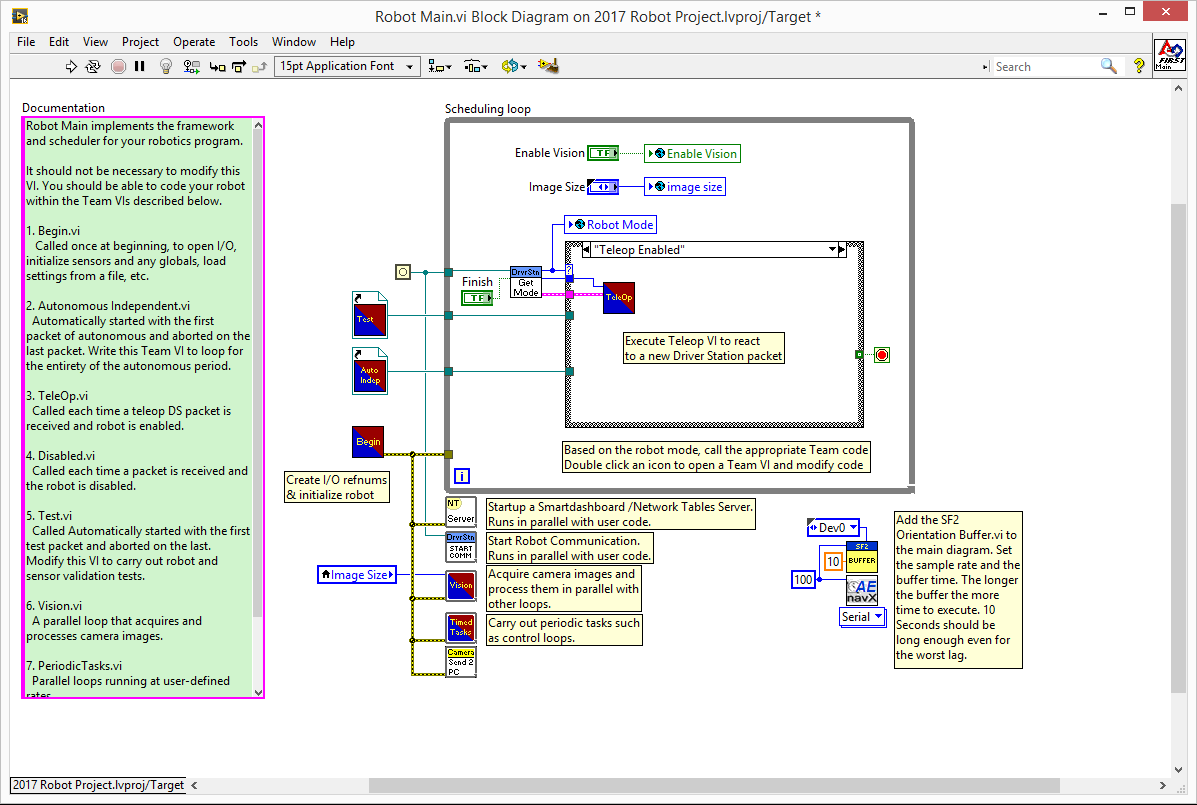 Robot Main.vi Block Diagram on 2017 Robot Project.lvproj/Target *
File Edit View Project Operate Tools Window Help
15pt Application Font
Search
FIRST
Main
Documentation
Robot Main implements the framework
and scheduler for your robotics program.
It should not be necessary to modify this
VI. You should be able to code your robot
within the Team VIs described below.
1. Begin.vi
Called once at beginning, to open I/O,
initialize sensors and any globals, load
settings from a file, etc.
2. Autonomous Independent.vi
Automatically started with the first
packet of autonomous and aborted on the
last packet. Write this Team VI to loop for
the entirety of the autonomous period.
3. TeleOp.vi
Called each time a teleop DS packet is
received and robot is enabled.
4. Disabled.vi
Called each time a packet is received and
the robot is disabled.
5. Test.vi
Called Automatically started with the first
test packet and aborted on the last.
Modify this VI to carry out robot and
sensor validation tests.
6. Vision.vi
A parallel loop that acquires and
processes camera images.
7. PeriodicTasks.vi
Parallel loops running at user-defined
rates
Scheduling loop
Enable Vision TF Enable Vision
Image Size image size
Robot Mode
"Teleop Enabled"
Finish
TF
DrvrStn
Get
Mode
?
TeleOp
Test
Execute Teleop VI to react
to a new Driver Station packet
Auto
Indep
Begin
Based on the robot mode, call the appropriate Team code
Double click an icon to open a Team VI and modify code
i
Create I/O refnums
& initialize robot
NT
Server
Startup a Smartdashboard /Network Tables Server.
Runs in parallel with user code.
DrvrStn
START
COMM
Start Robot Communication.
Runs in parallel with user code.
Image Size
Vision
Acquire camera images and
process them in parallel with
other loops.
Timed
Tasks
Carry out periodic tasks such
as control loops.
Camera
Send 2
PC
Dev0
SF2
BUFFER
10
100
AE
navX
Serial
Add the SF2
Orientation Buffer.vi to
the main diagram. Set
the sample rate and the
buffer time. The longer
the buffer the more
time to execute. 10
Seconds should be
long enough even for
the worst lag.
2017 Robot Project.lvproj/Target